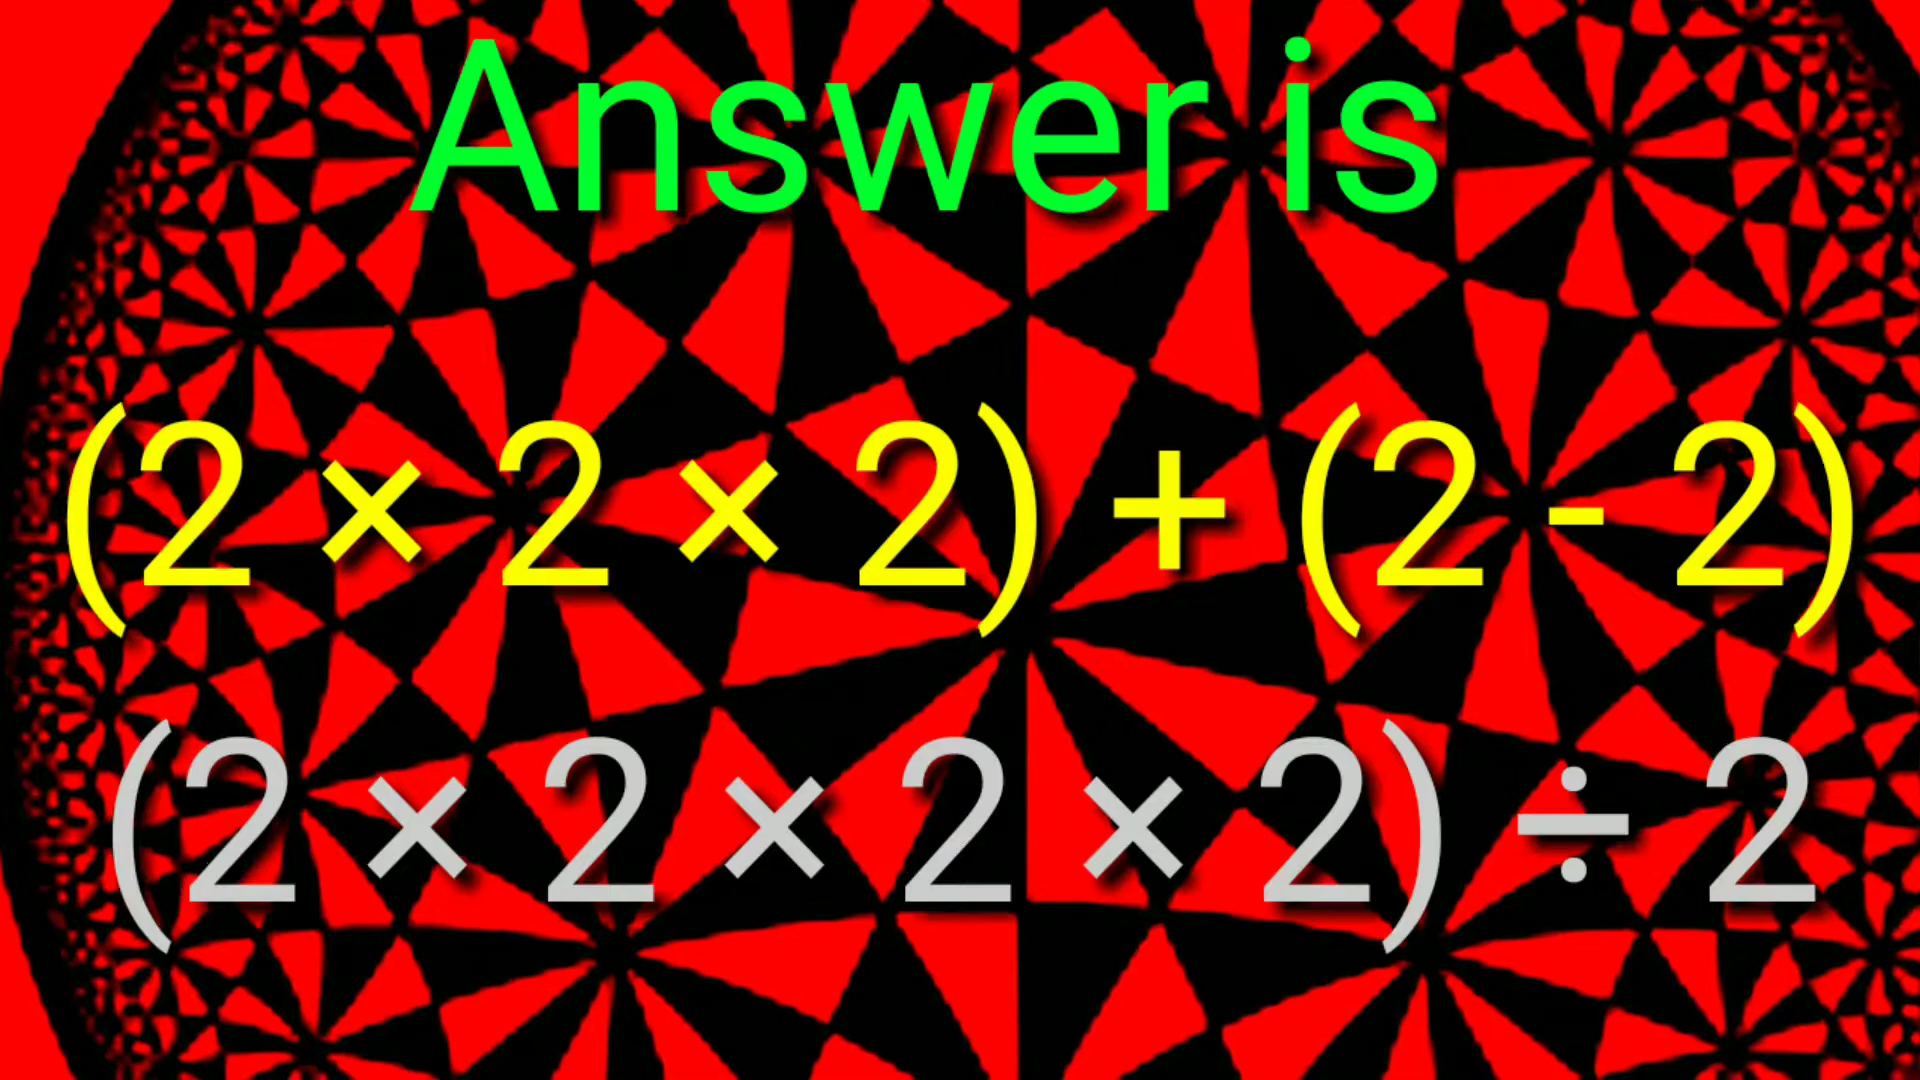 Answer is
(2 × 2 × 2) + (2 - 2)
(2 × 2 × 2 × 2) ÷ 2